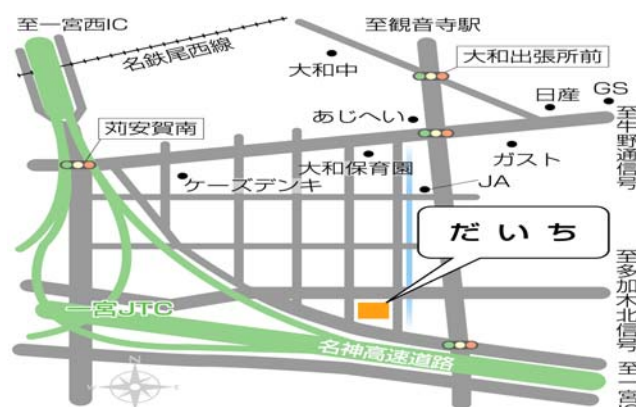 至一宮西IC
至観音寺駅
名鉄尾西線
大和中
大和出張所前
日産
GS
あじへい
至牛野通信号
苅安賀南
大和保育園
ガスト
ケーズデンキ
JA
だいち
至多加木北信号
一宮JTC
名神高速道路
至一宮IC
N
W